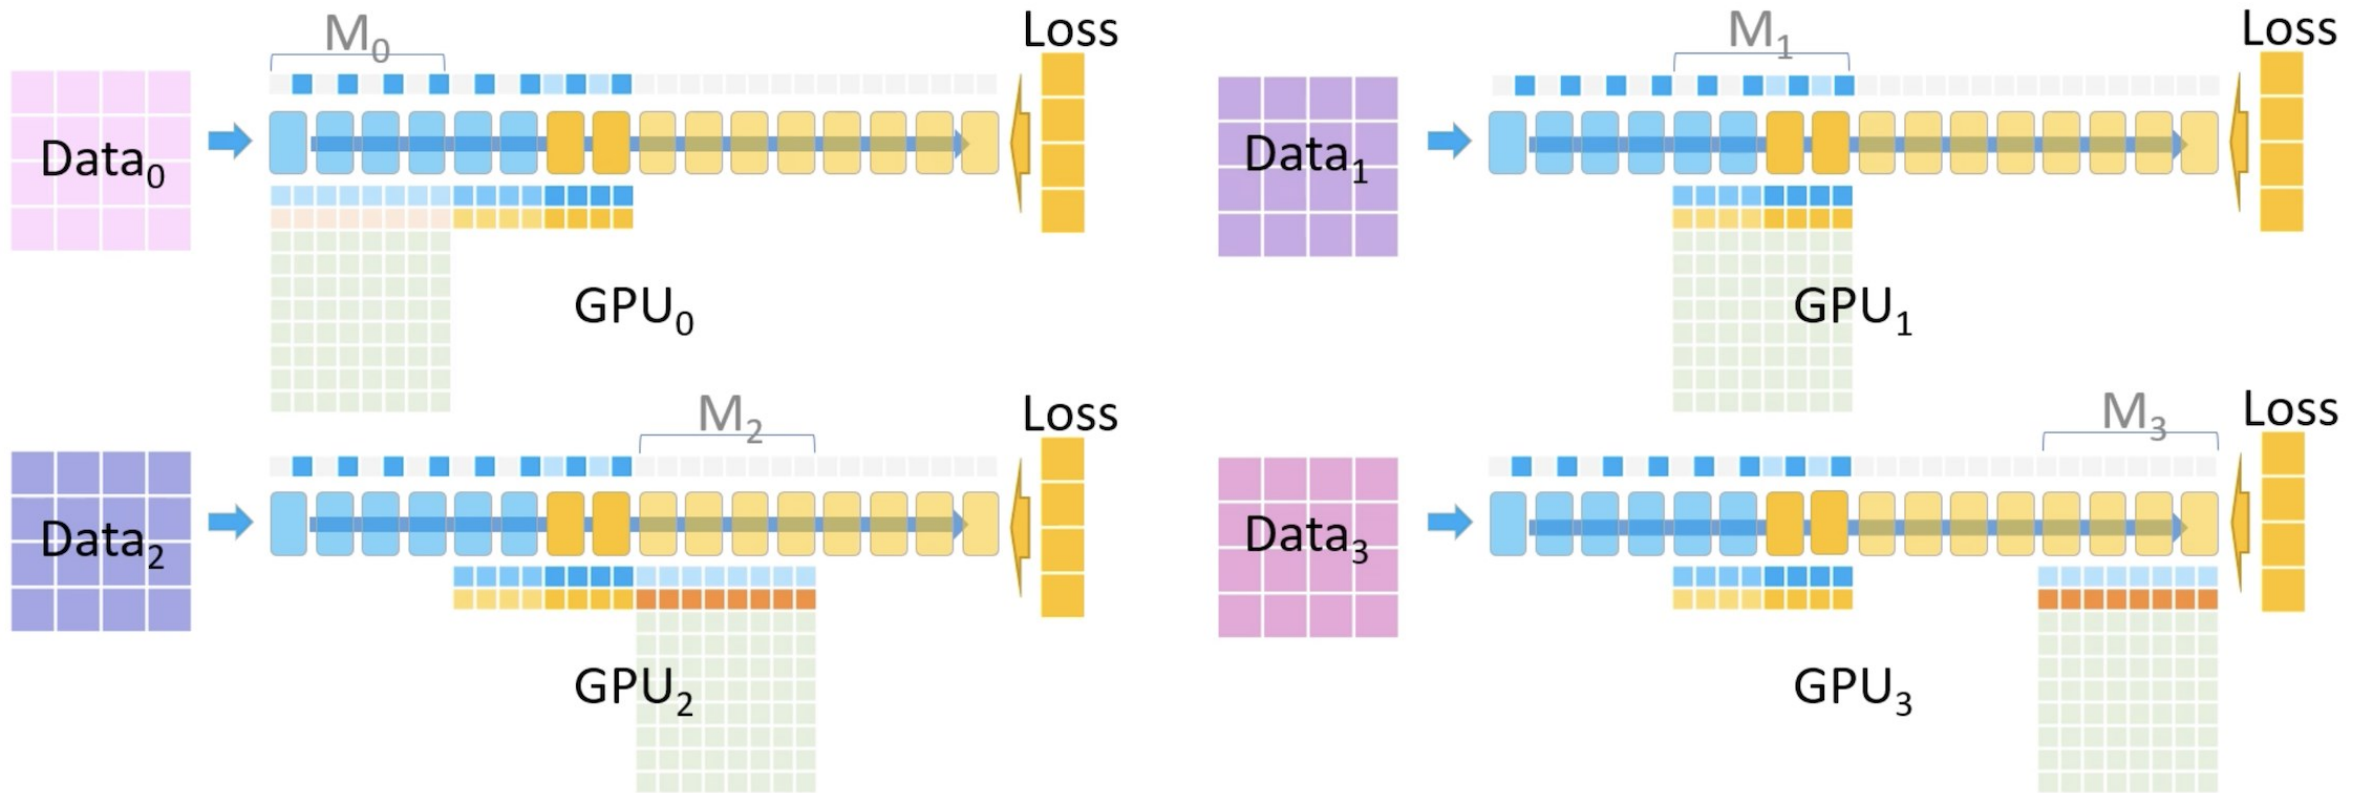 M₀
Loss
Data₀
GPU₀
M₁
Loss
Data₁
GPU₁
M₂
Loss
Data₂
GPU₂
M₃
Loss
Data₃
GPU₃